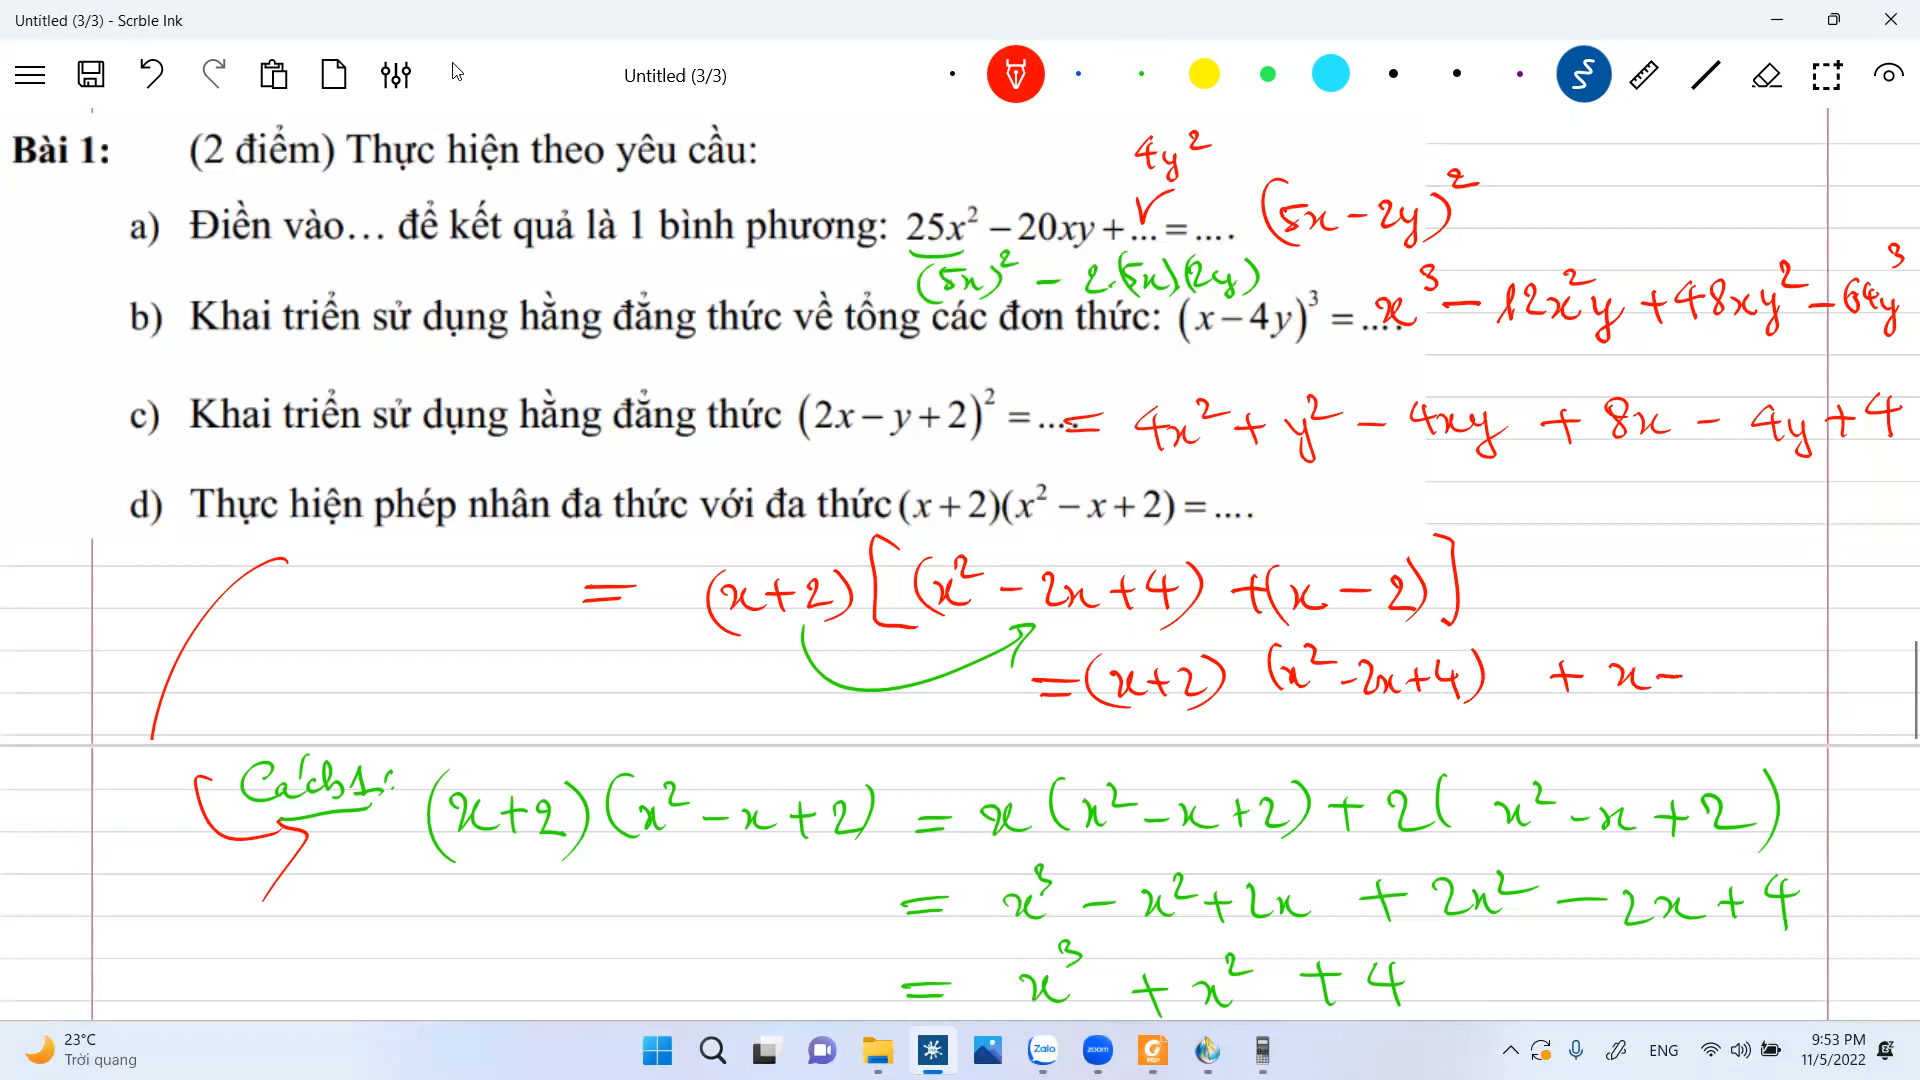 Untitled (3/3) - Scrble Ink
Untitled (3/3)
Bài 1: (2 điểm) Thực hiện theo yêu cầu:
4y²
a) Điền vào… để kết quả là 1 bình phương: 25x² − 20xy + ... = .... (5x − 2y)²
(5x)² − 2.(5x)(2y)
b) Khai triển sử dụng hằng đẳng thức về tổng các đơn thức: (x − 4y)³ = .... x³ − 12x²y + 48xy² − 64y³
c) Khai triển sử dụng hằng đẳng thức (2x − y + 2)² = .... = 4x² + y² − 4xy + 8x − 4y + 4
d) Thực hiện phép nhân đa thức với đa thức (x + 2)(x² − x + 2) = ....
= (x+2)[(x² − 2x + 4) + (x − 2)]
= (x+2) (x² − 2x + 4) + x −
Cách 1: (x+2)(x² − x + 2) = x(x² − x + 2) + 2(x² − x + 2)
= x³ − x² + 2x + 2x² − 2x + 4
= x³ + x² + 4
23°C
Trời quang
Zalo
zoom
ENG
9:53 PM
11/5/2022